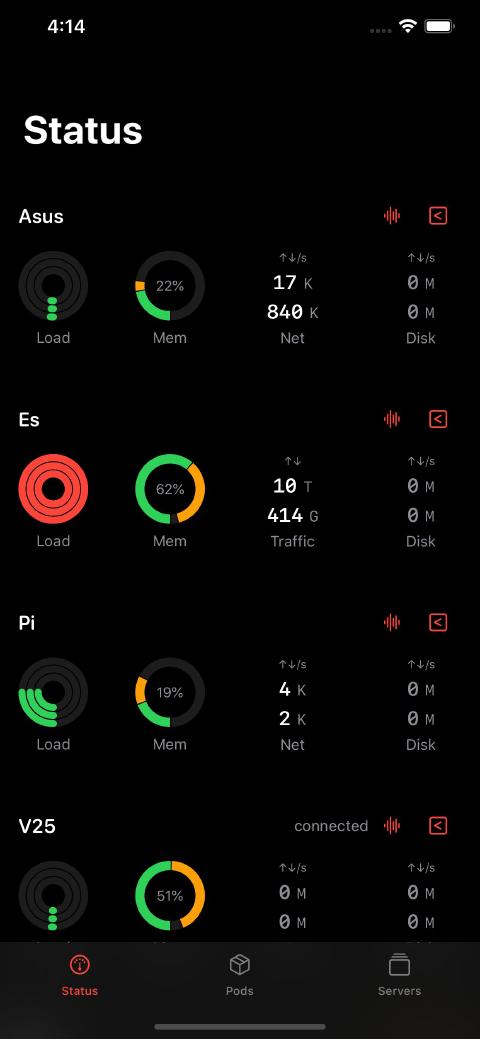 4:14
Status
Asus
22%
↑↓/s
17 K
840 K
↑↓/s
0 M
0 M
Load
Mem
Net
Disk
Es
62%
↑↓
10 T
414 G
↑↓/s
0 M
0 M
Load
Mem
Traffic
Disk
Pi
19%
↑↓/s
4 K
2 K
↑↓/s
0 M
0 M
Load
Mem
Net
Disk
V25
connected
51%
↑↓/s
0 M
0 M
↑↓/s
0 M
0 M
Status
Pods
Servers